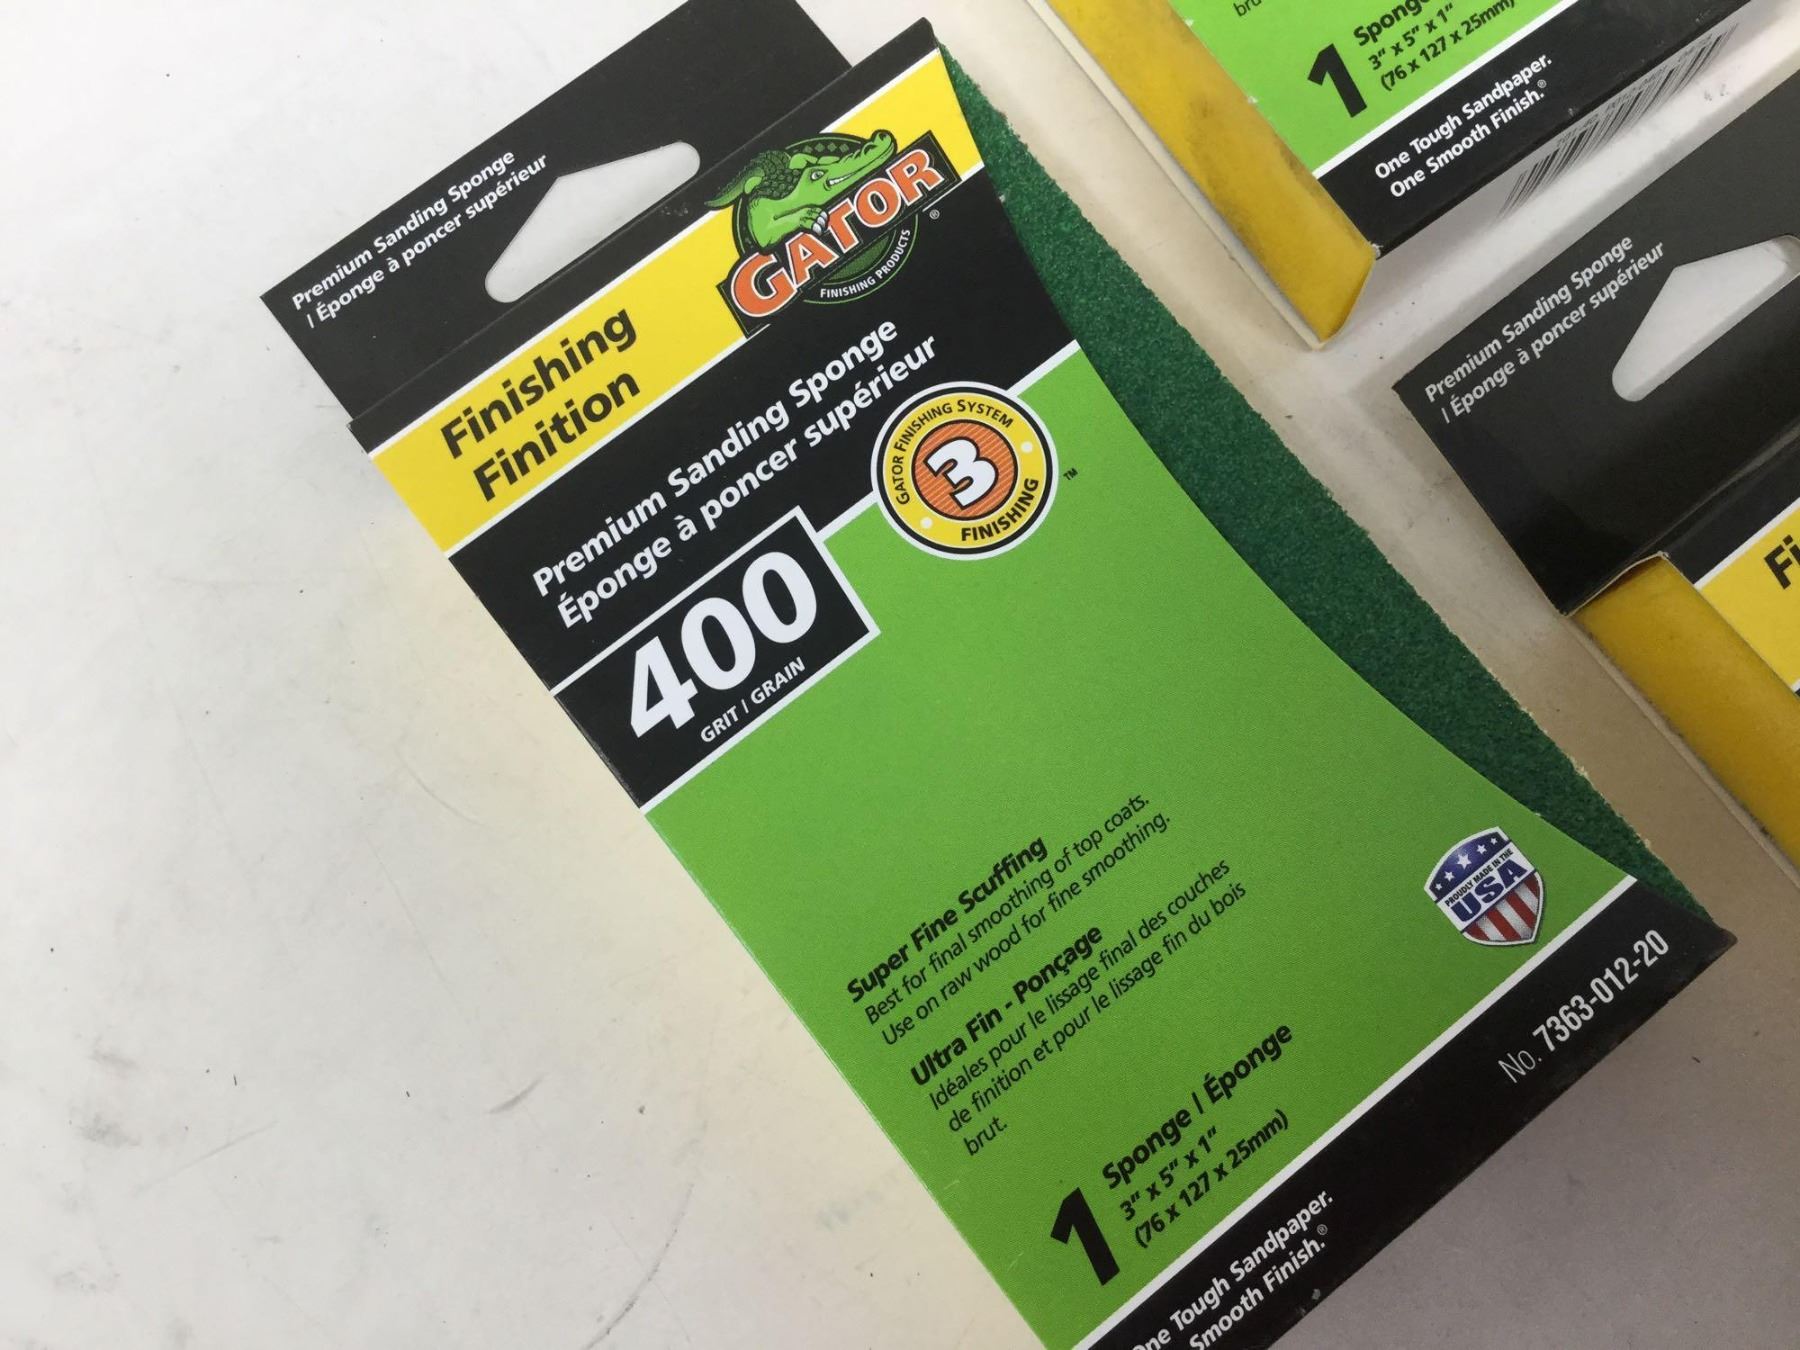 Premium Sanding Sponge
/ Éponge à poncer supérieur
GATOR®
FINISHING PRODUCTS
Finishing
Finition
Premium Sanding Sponge
Éponge à poncer supérieur
GATOR FINISHING SYSTEM
3
FINISHING
™
400
GRIT / GRAIN
Super Fine Scuffing
Best for final smoothing of top coats.
Use on raw wood for fine smoothing.
Ultra Fin - Ponçage
Idéales pour le lissage final des couches
de finition et pour le lissage fin du bois
brut.
PROUDLY MADE IN THE
USA
1 Sponge / Éponge
3" x 5" x 1"
(76 x 127 x 25mm)
No. 7363-012-20
Tough Sandpaper.
Smooth Finish.®
1 Sponge
3" x 5" x 1"
(76 x 127 x 25mm)
One Tough Sandpaper.
One Smooth Finish.®
Premium Sanding Sponge
/ Éponge à poncer supérieur